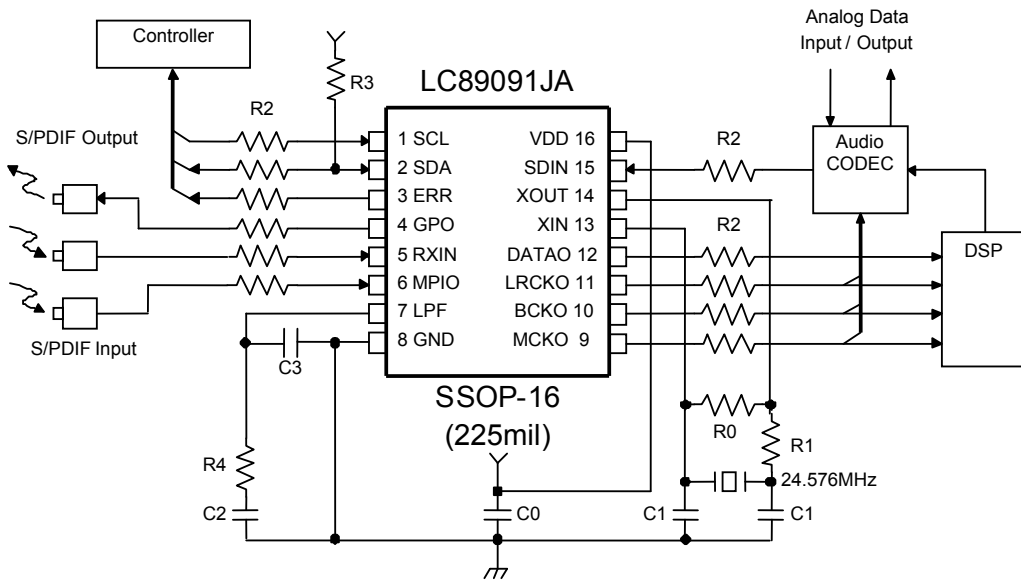 Analog Data
Input / Output
Controller
R3
LC89091JA
R2
S/PDIF Output
1 SCL
2 SDA
3 ERR
4 GPO
5 RXIN
6 MPIO
7 LPF
8 GND
VDD 16
SDIN 15
XOUT 14
XIN 13
DATAO 12
LRCKO 11
BCKO 10
MCKO 9
R2
Audio
CODEC
R2
DSP
S/PDIF Input
C3
SSOP-16
(225mil)
R0
R1
R4
24.576MHz
C2
C0
C1
C1